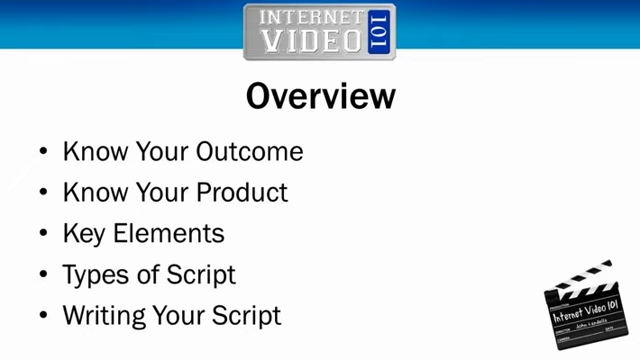 INTERNET
VIDEO
101
Overview
• Know Your Outcome
• Know Your Product
• Key Elements
• Types of Script
• Writing Your Script
Internet Video 101